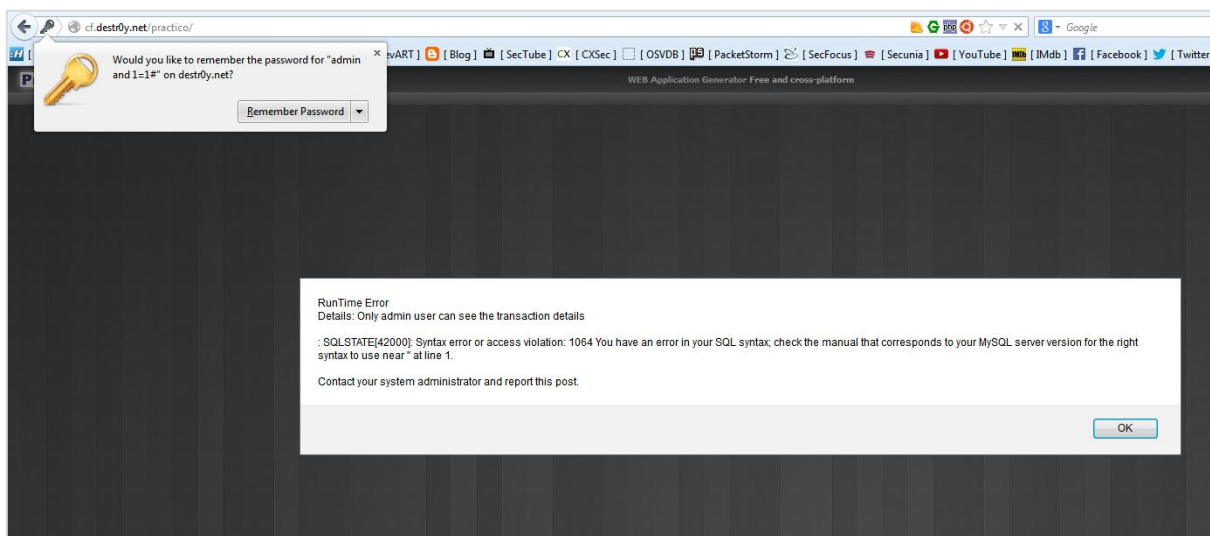 cf.destr0y.net/practico/
Google
[ evART ] [ Blog ] [ SecTube ] CX [ CXSec ] [ OSVDB ] [ PacketStorm ] [ SecFocus ] [ Secunia ] [ YouTube ] [ IMdb ] [ Facebook ] [ Twitter
Would you like to remember the password for "admin
and 1=1#" on destr0y.net?
Remember Password
WEB Application Generator Free and cross-platform
RunTime Error
Details: Only admin user can see the transaction details
: SQLSTATE[42000]: Syntax error or access violation: 1064 You have an error in your SQL syntax; check the manual that corresponds to your MySQL server version for the right
syntax to use near '' at line 1.
Contact your system administrator and report this post.
OK